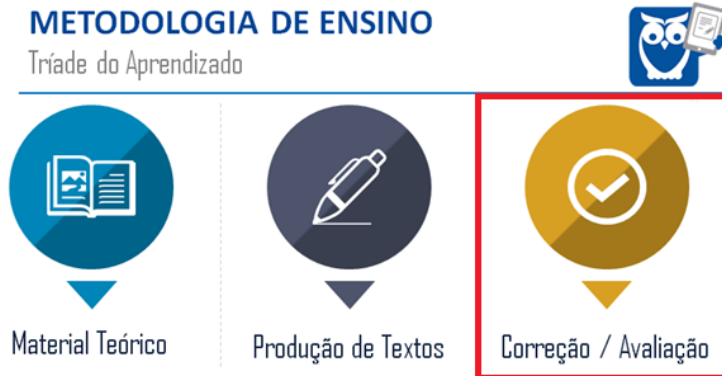 METODOLOGIA DE ENSINO
Tríade do Aprendizado
Material Teórico
Produção de Textos
Correção / Avaliação